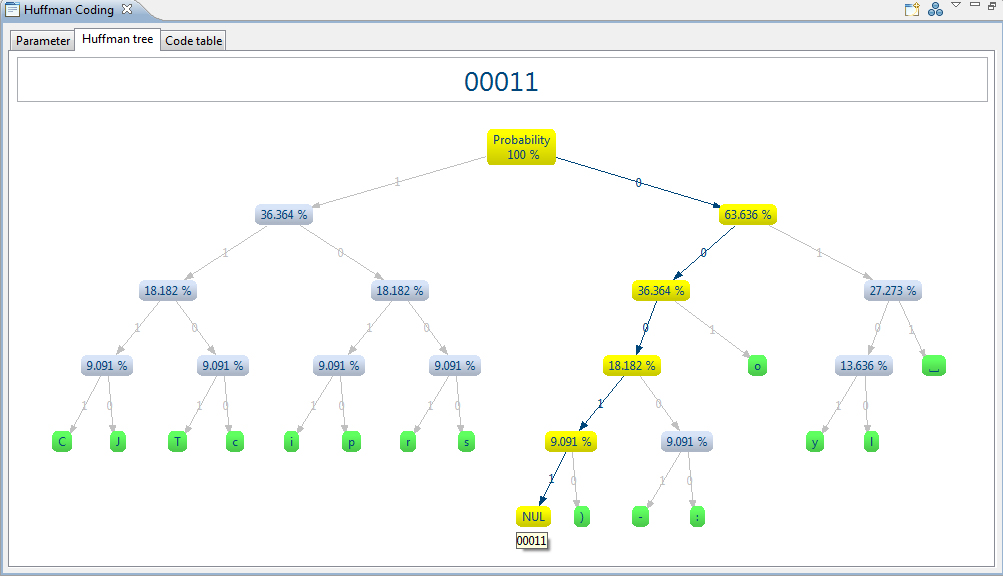 Huffman Coding
Parameter Huffman tree Code table
00011
Probability
100 %
1 0
36.364 % 63.636 %
1 0 0 1
18.182 % 18.182 % 36.364 % 27.273 %
1 0 1 0 0 1 0 1
9.091 % 9.091 % 9.091 % 9.091 % 18.182 % o 13.636 % ⎵
1 0 1 0 1 0 1 0 1 0 1 0
C J T c i p r s 9.091 % 9.091 % y l
1 0 1 0
NUL ) - :
00011